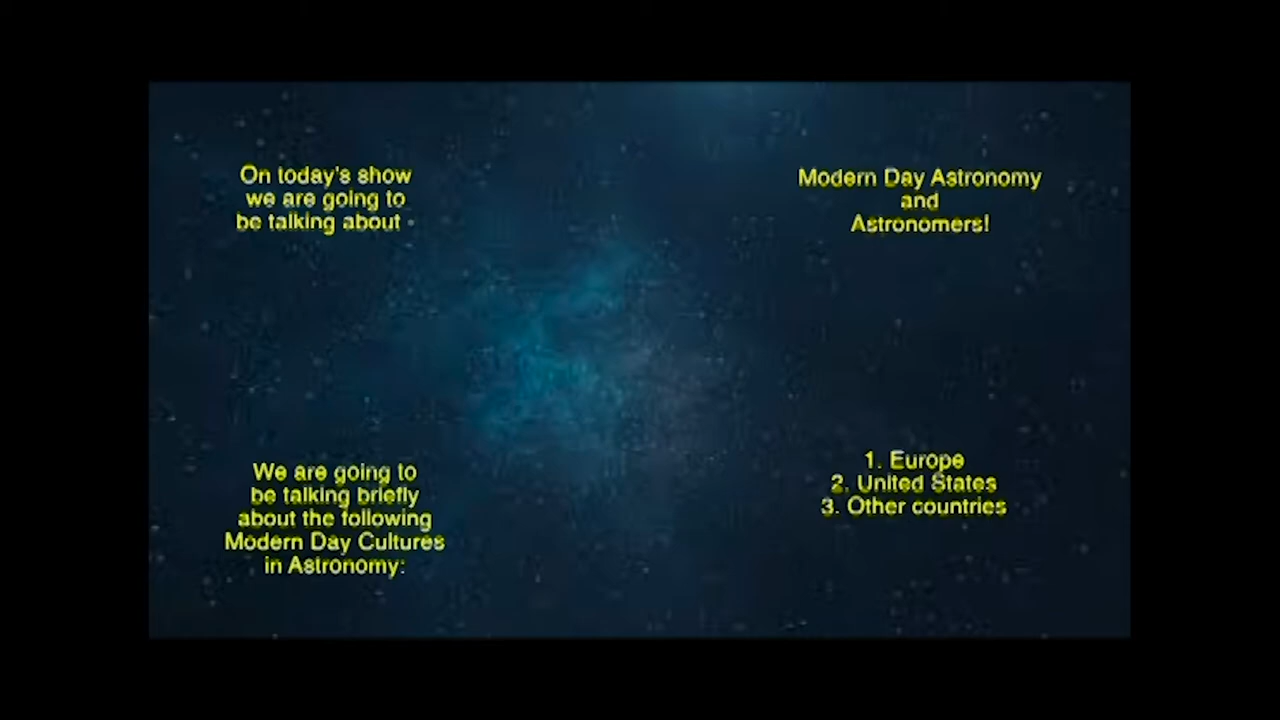 On today's show
we are going to
be talking about -
Modern Day Astronomy
and
Astronomers!
We are going to
be talking briefly
about the following
Modern Day Cultures
in Astronomy:
1. Europe
2. United States
3. Other countries